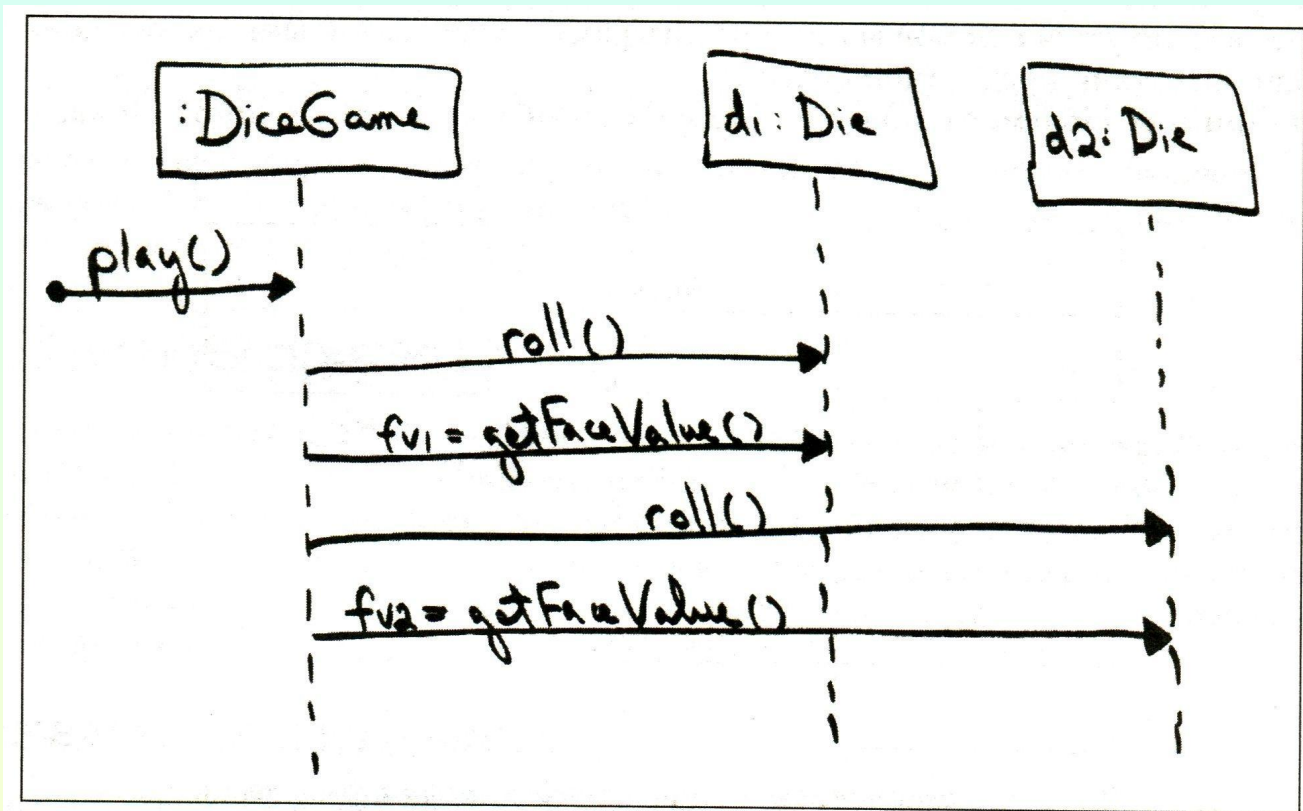 :DiceGame
d1: Die
d2: Die
play()
roll()
fv1 = getFaceValue()
roll()
fv2 = getFaceValue()